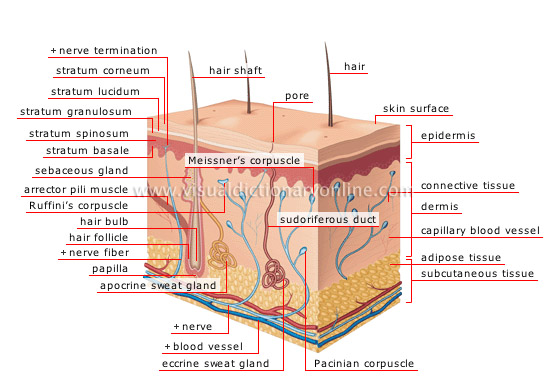 +nerve termination
stratum corneum
stratum lucidum
stratum granulosum
stratum spinosum
stratum basale
sebaceous gland
arrector pili muscle
Ruffini's corpuscle
hair bulb
hair follicle
+nerve fiber
papilla
apocrine sweat gland
+nerve
+blood vessel
eccrine sweat gland
hair shaft
pore
hair
Meissner's corpuscle
www.visualdictionaryonline.com
sudoriferous duct
skin surface
epidermis
connective tissue
dermis
capillary blood vessel
adipose tissue
subcutaneous tissue
Pacinian corpuscle